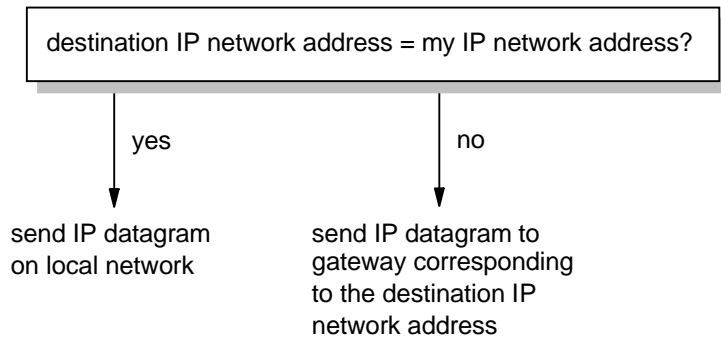 destination IP network address = my IP network address?
yes
no
send IP datagram
on local network
send IP datagram to
gateway corresponding
to the destination IP
network address